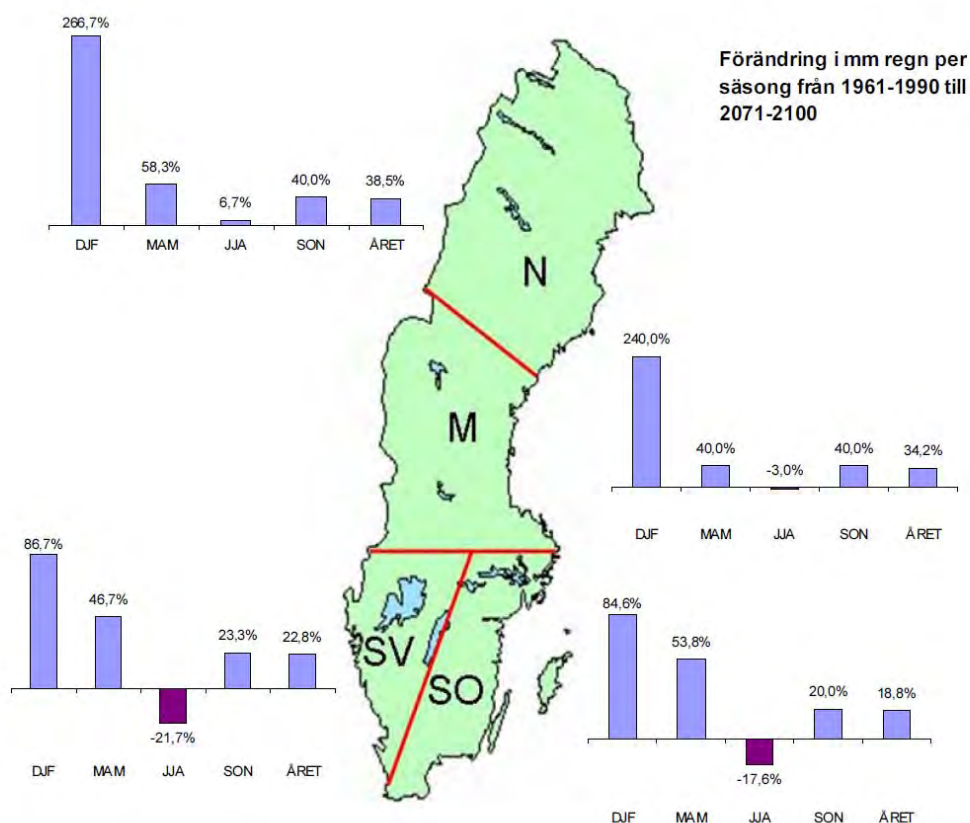 Förändring i mm regn per
säsong från 1961-1990 till
2071-2100
266,7%
58,3%
6,7%
40,0%
38,5%
DJF MAM JJA SON ÅRET
N
M
SV
SO
240,0%
40,0%
-3,0%
40,0%
34,2%
DJF MAM JJA SON ÅRET
86,7%
46,7%
-21,7%
23,3%
22,8%
DJF MAM JJA SON ÅRET
84,6%
53,8%
-17,6%
20,0%
18,8%
DJF MAM JJA SON ÅRET